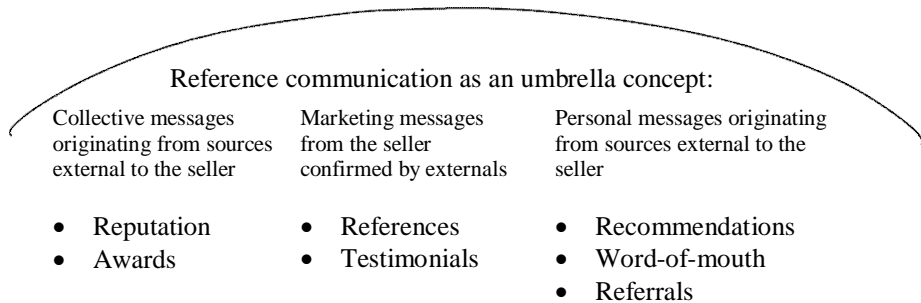 Reference communication as an umbrella concept:
Collective messages
originating from sources
external to the seller
Marketing messages
from the seller
confirmed by externals
Personal messages originating
from sources external to the
seller
• Reputation
• Awards
• References
• Testimonials
• Recommendations
• Word-of-mouth
• Referrals